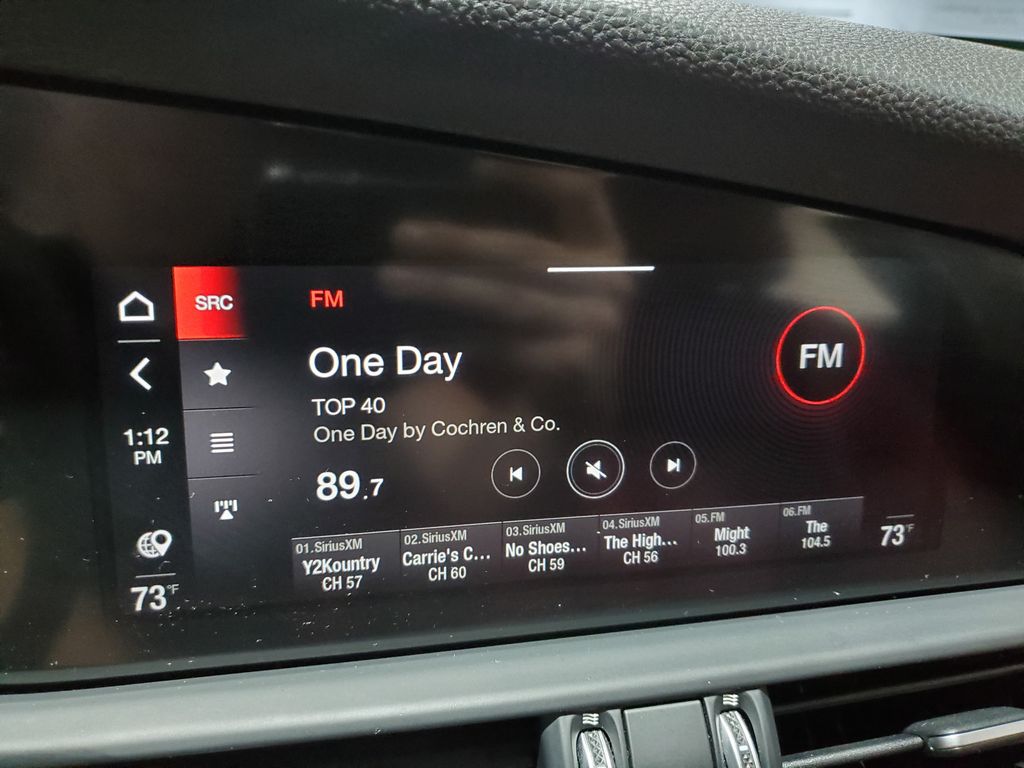 SRC
FM
FM
One Day
TOP 40
One Day by Cochren & Co.
1:12
PM
89.7
01.SiriusXM
Y2Kountry
CH 57
02.SiriusXM
Carrie's C...
CH 60
03.SiriusXM
No Shoes...
CH 59
04.SiriusXM
The High...
CH 56
05.FM
Might
100.3
06.FM
The
104.5
73°F
73°F